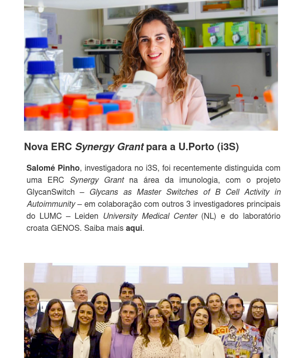 Nova ERC Synergy Grant para a U.Porto (i3S)
Salomé Pinho, investigadora no i3S, foi recentemente distinguida com
uma ERC Synergy Grant na área da imunologia, com o projeto
GlycanSwitch – Glycans as Master Switches of B Cell Activity in
Autoimmunity – em colaboração com outros 3 investigadores principais
do LUMC – Leiden University Medical Center (NL) e do laboratório
croata GENOS. Saiba mais aqui.